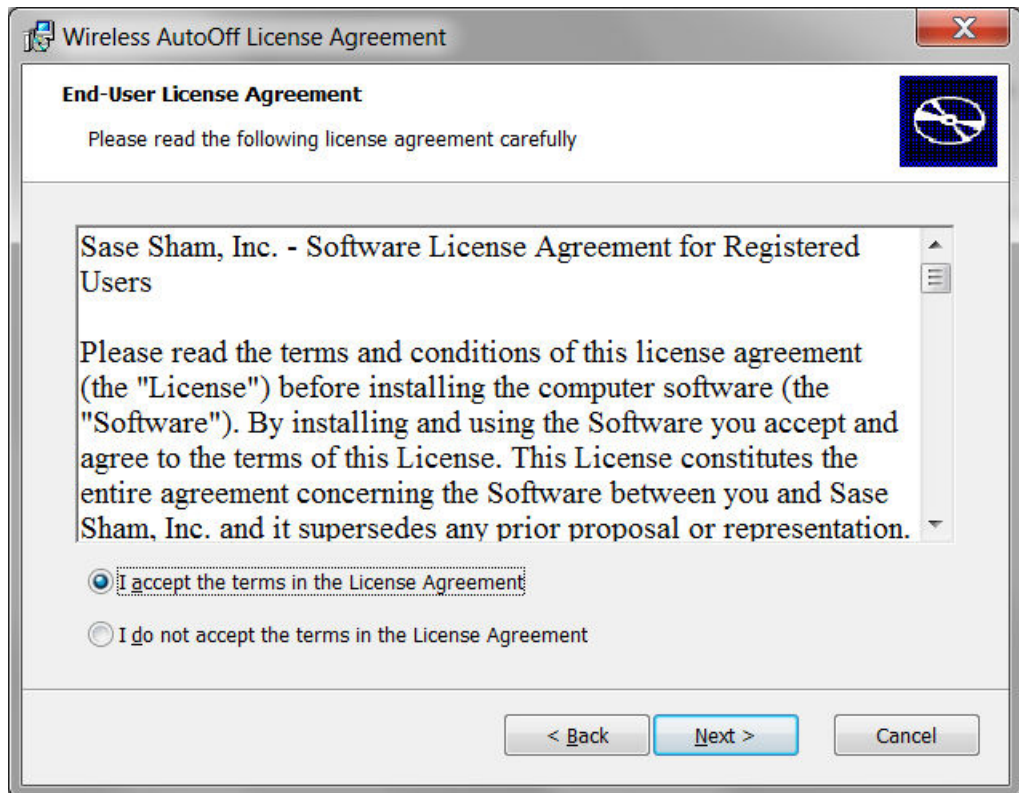 Wireless AutoOff License Agreement
End-User License Agreement
Please read the following license agreement carefully
Sase Sham, Inc. - Software License Agreement for Registered
Users
Please read the terms and conditions of this license agreement
(the "License") before installing the computer software (the
"Software"). By installing and using the Software you accept and
agree to the terms of this License. This License constitutes the
entire agreement concerning the Software between you and Sase
Sham, Inc. and it supersedes any prior proposal or representation.
I accept the terms in the License Agreement
I do not accept the terms in the License Agreement
< Back
Next >
Cancel